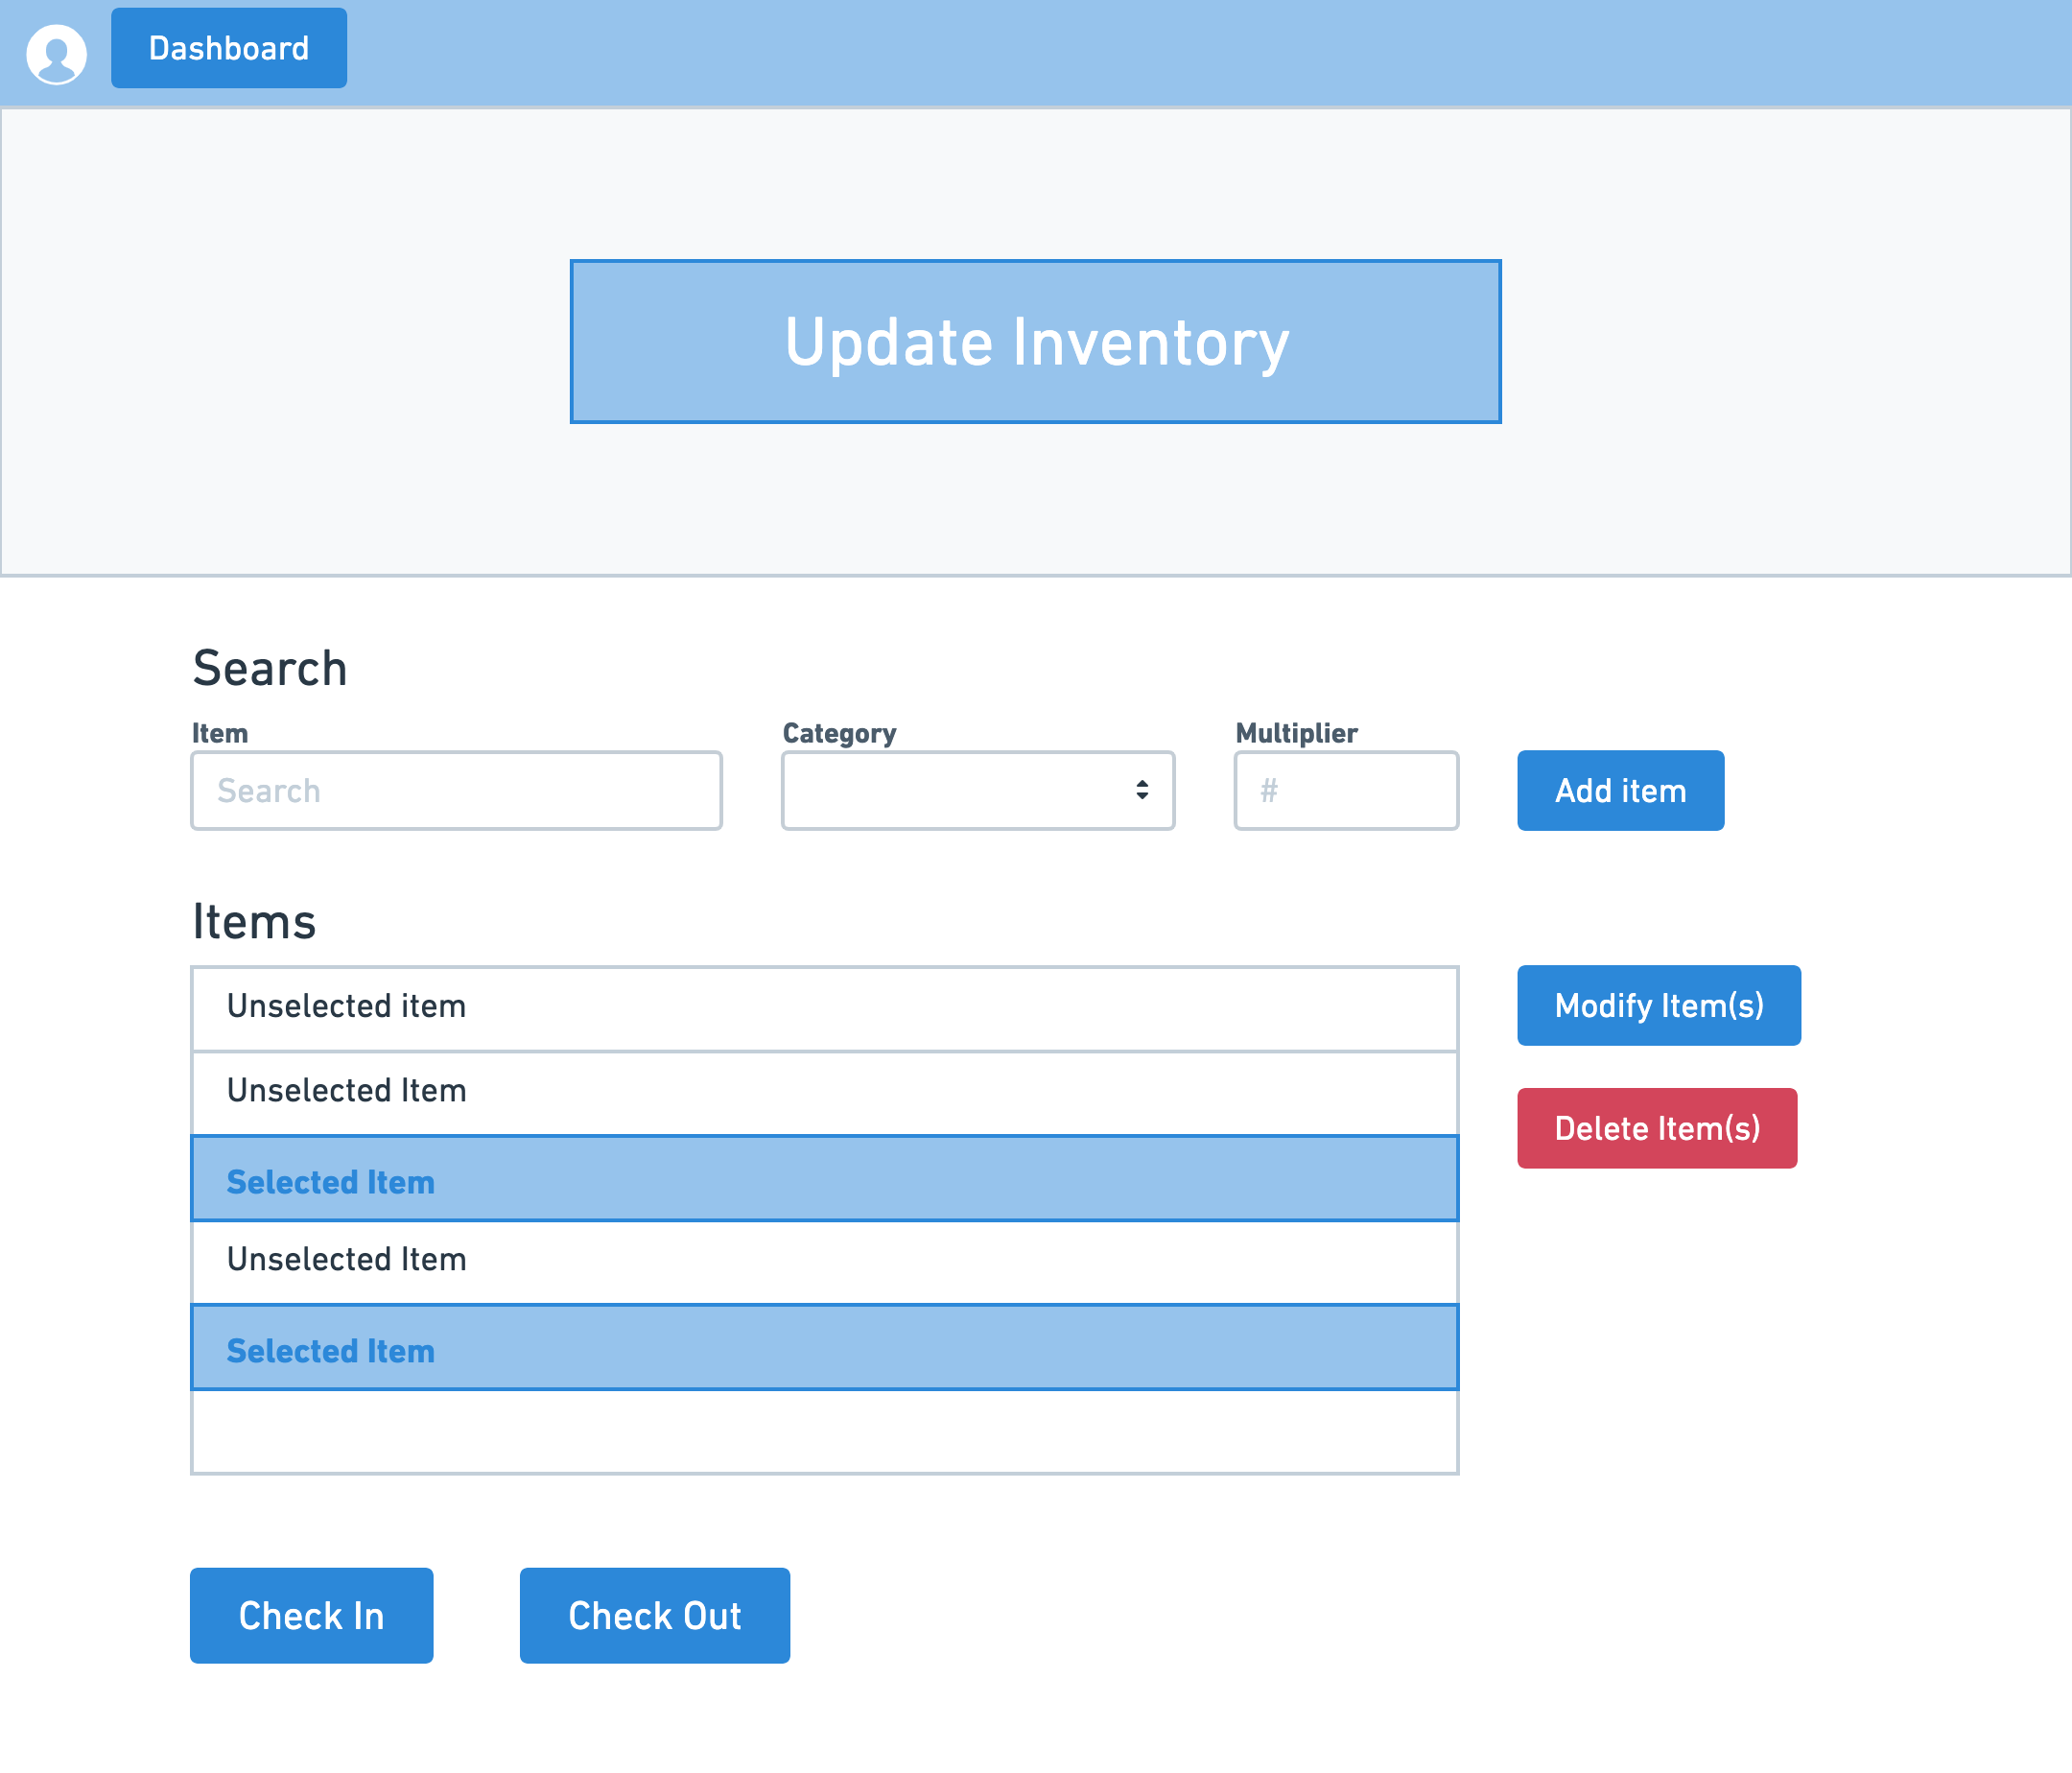 Dashboard
Update Inventory
Search
Item Category Multiplier
Search # Add item
Items
Unselected item Modify Item(s)
Unselected Item
Delete Item(s)
Selected Item
Unselected Item
Selected Item
Check In Check Out